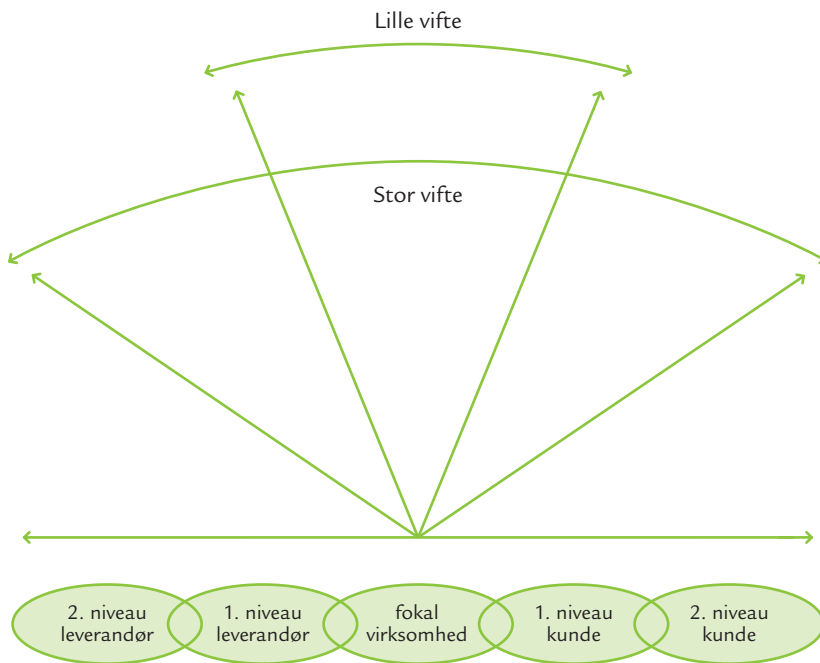 Lille vifte
Stor vifte
2. niveau
leverandør
1. niveau
leverandør
fokal
virksomhed
1. niveau
kunde
2. niveau
kunde